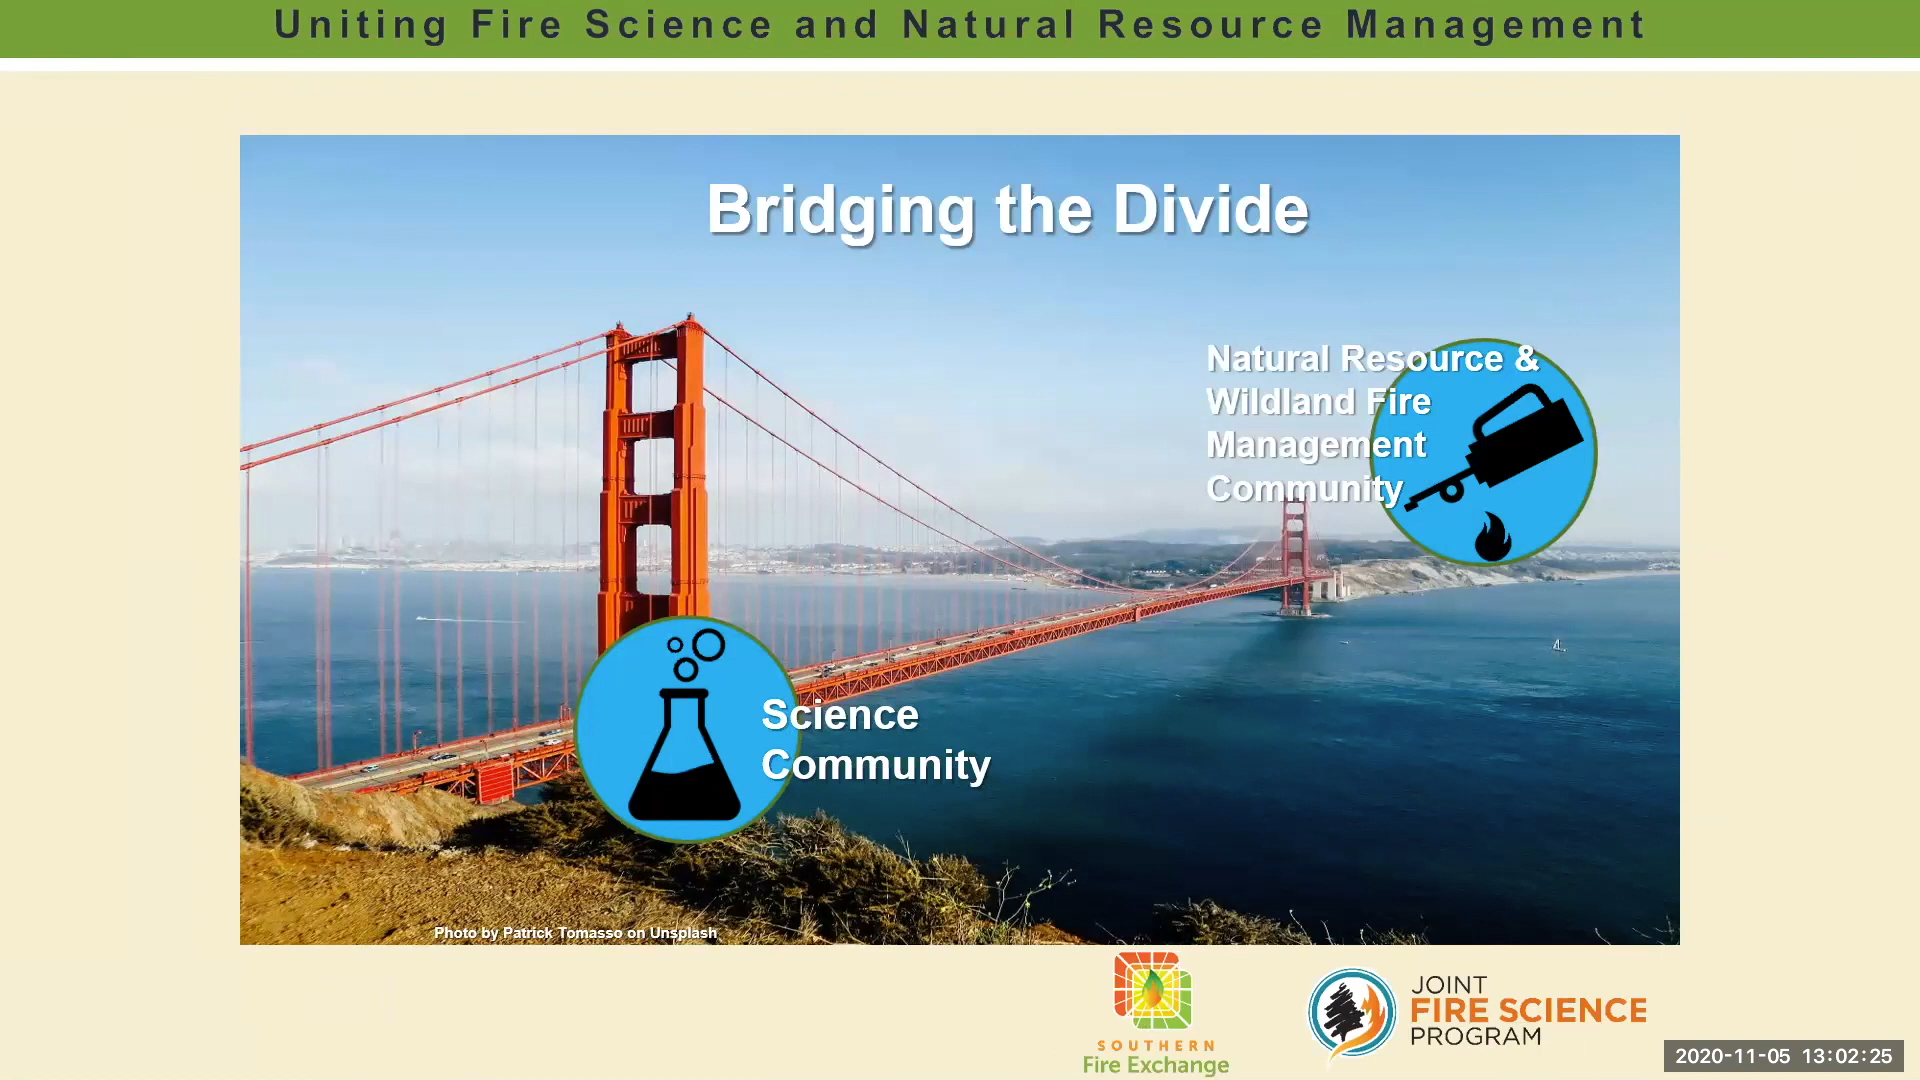 Uniting Fire Science and Natural Resource Management
Bridging the Divide
Natural Resource &
Wildland Fire
Management
Community
Science
Community
Photo by Patrick Tomasso on Unsplash
SOUTHERN
Fire Exchange
JOINT
FIRE SCIENCE
PROGRAM
2020-11-05 13:02:25